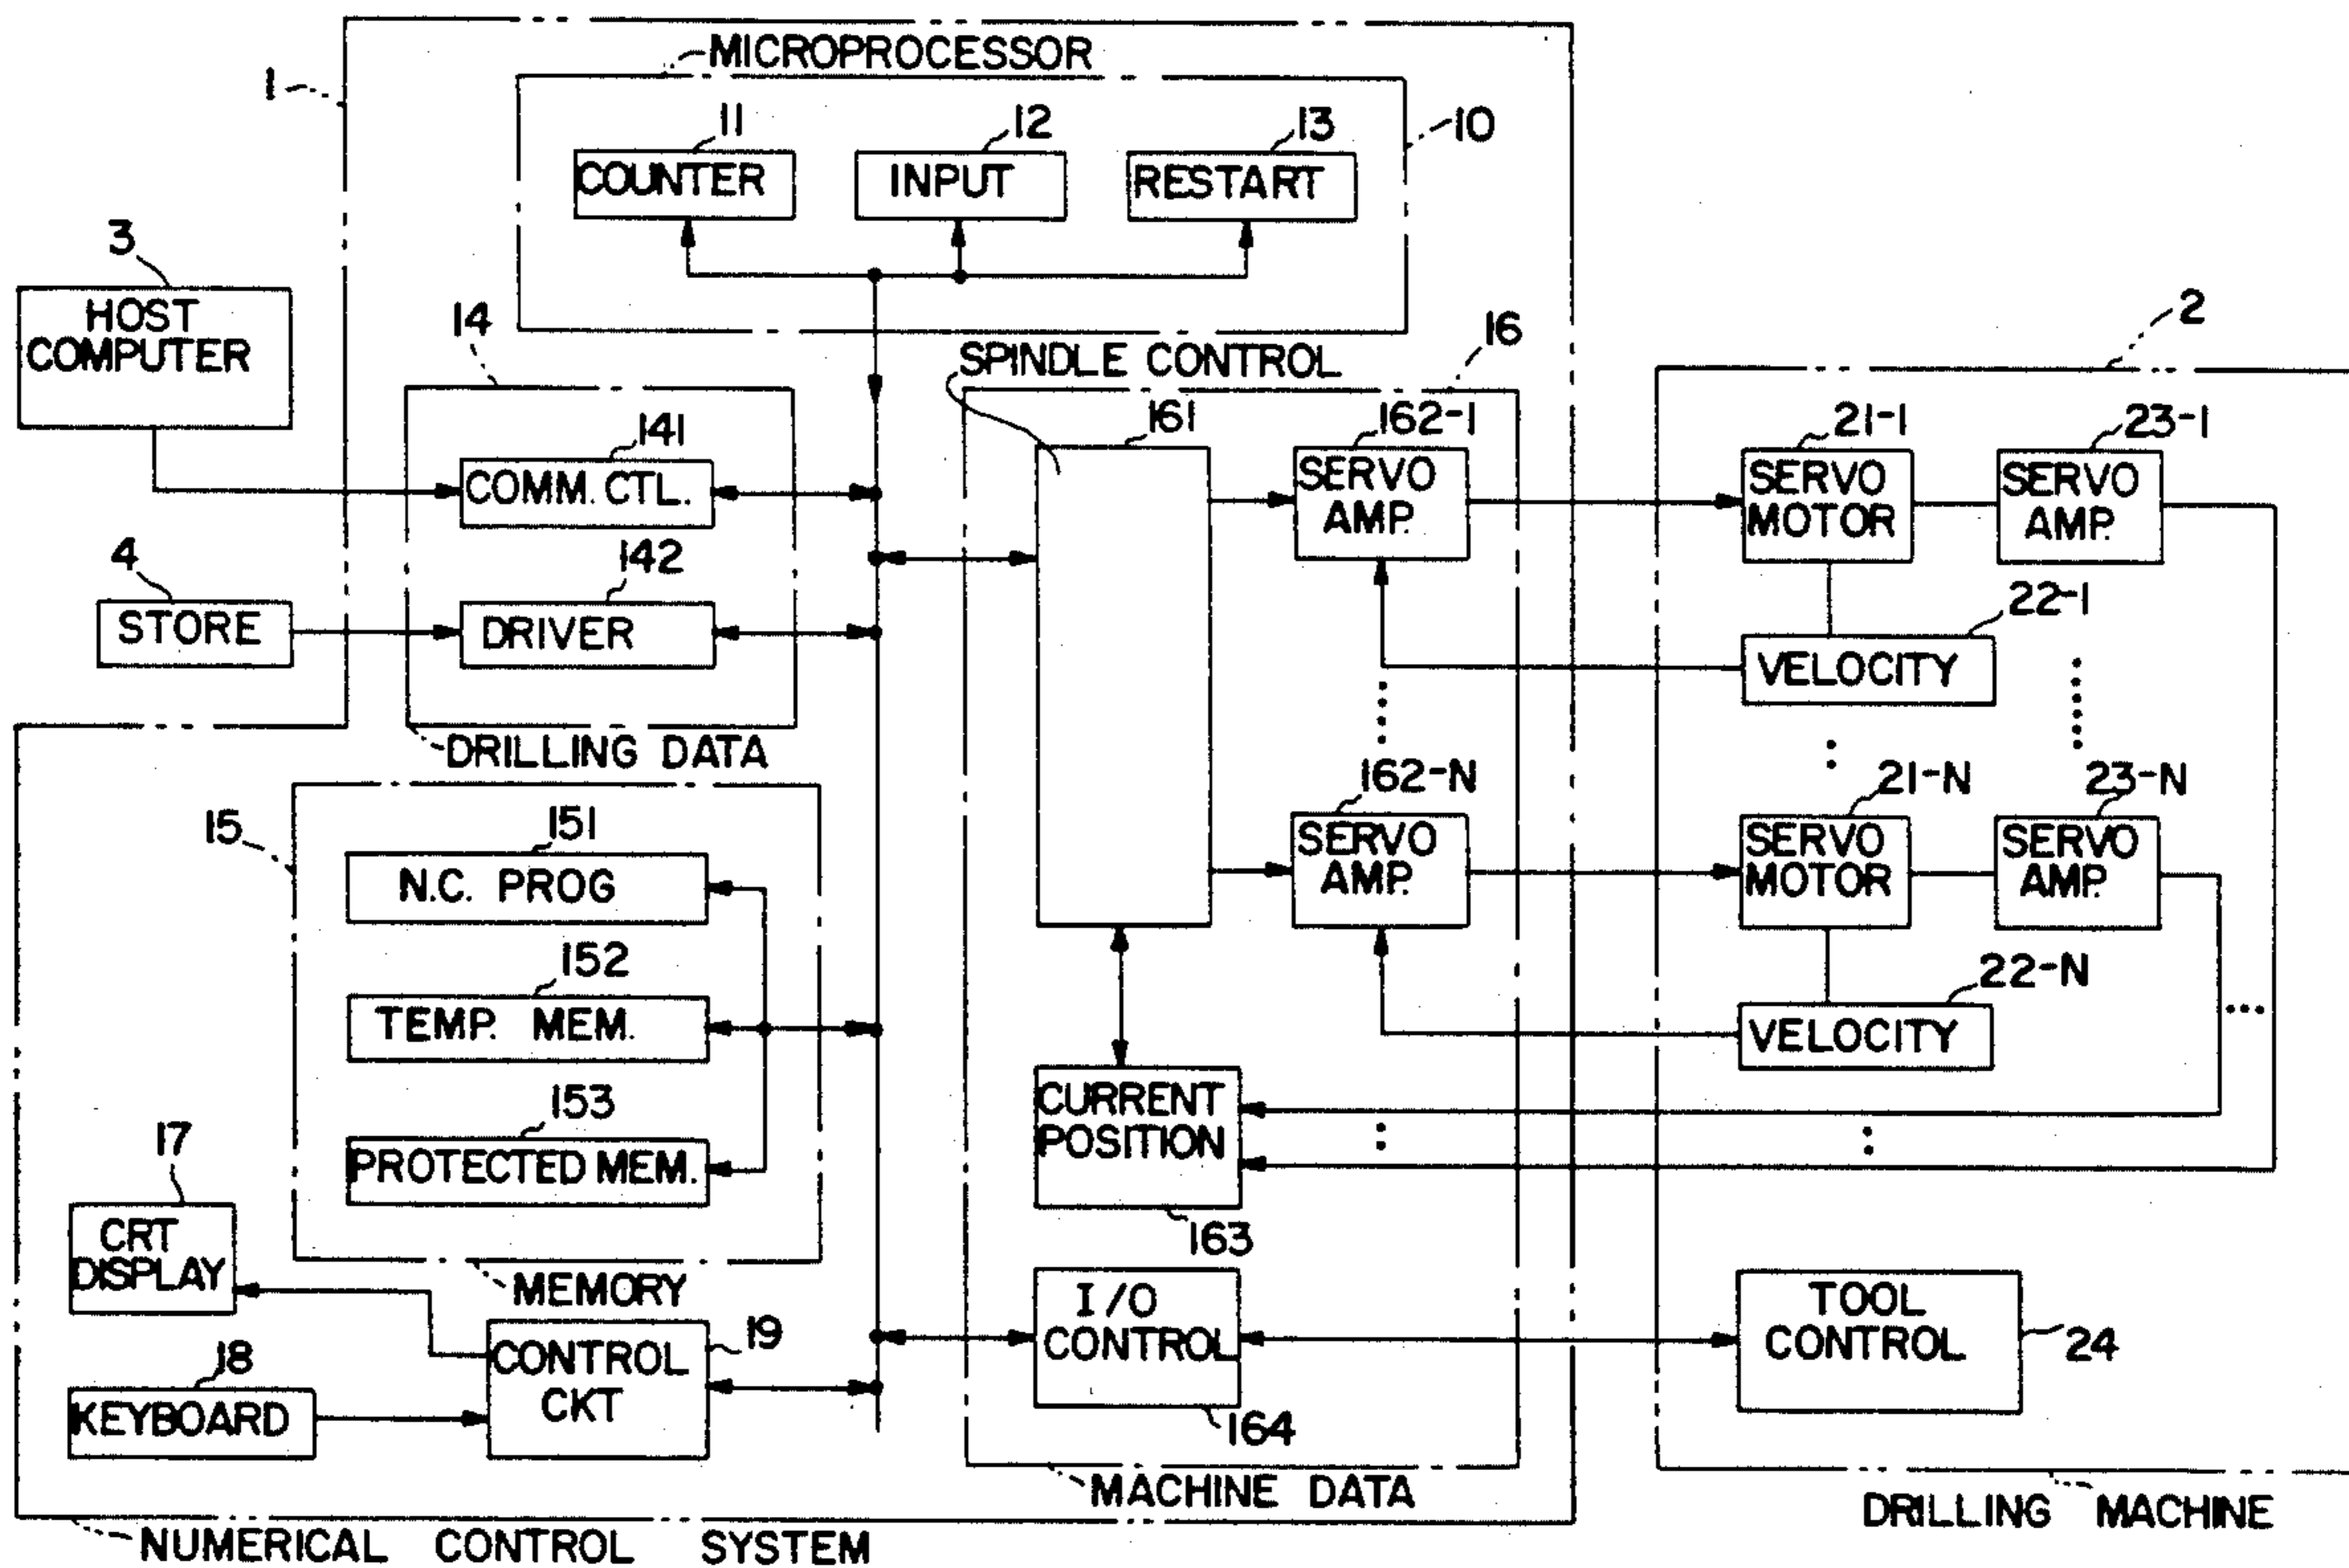 MICROPROCESSOR
1
11
12
13
10
COUNTER
INPUT
RESTART
3
HOST
COMPUTER
14
SPINDLE CONTROL
16
2
141
COMM. CTL.
161
162-1
SERVO
AMP.
21-1
SERVO
MOTOR
23-1
SERVO
AMP.
4
STORE
142
DRIVER
22-1
VELOCITY
DRILLING DATA
15
151
N.C. PROG
162-N
SERVO
AMP.
21-N
SERVO
MOTOR
23-N
SERVO
AMP.
152
TEMP. MEM.
22-N
VELOCITY
153
PROTECTED MEM.
CURRENT
POSITION
163
17
CRT
DISPLAY
MEMORY
I/O
CONTROL
164
TOOL
CONTROL
24
18
KEYBOARD
CONTROL
CKT
19
MACHINE DATA
DRILLING MACHINE
NUMERICAL CONTROL SYSTEM